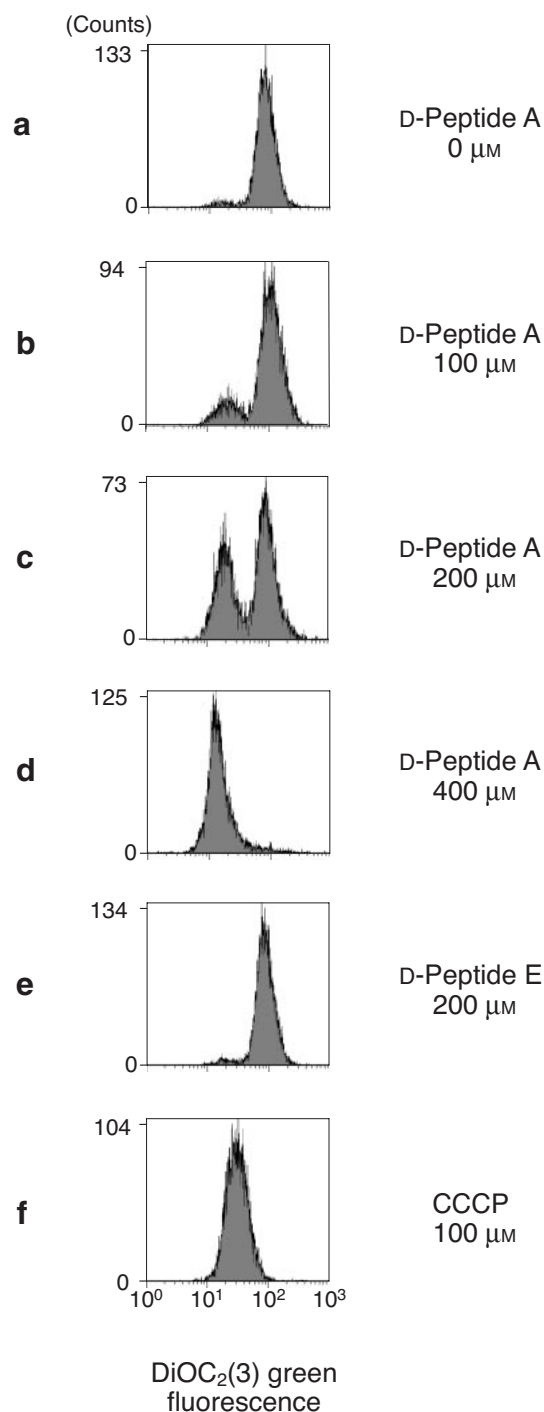 (Counts)
133
a
D-Peptide A
0 μM
0
94
b
D-Peptide A
100 μM
0
73
c
D-Peptide A
200 μM
0
125
d
D-Peptide A
400 μM
0
134
e
D-Peptide E
200 μM
0
104
f
CCCP
100 μM
0
10⁰ 10¹ 10² 10³
DiOC₂(3) green
fluorescence